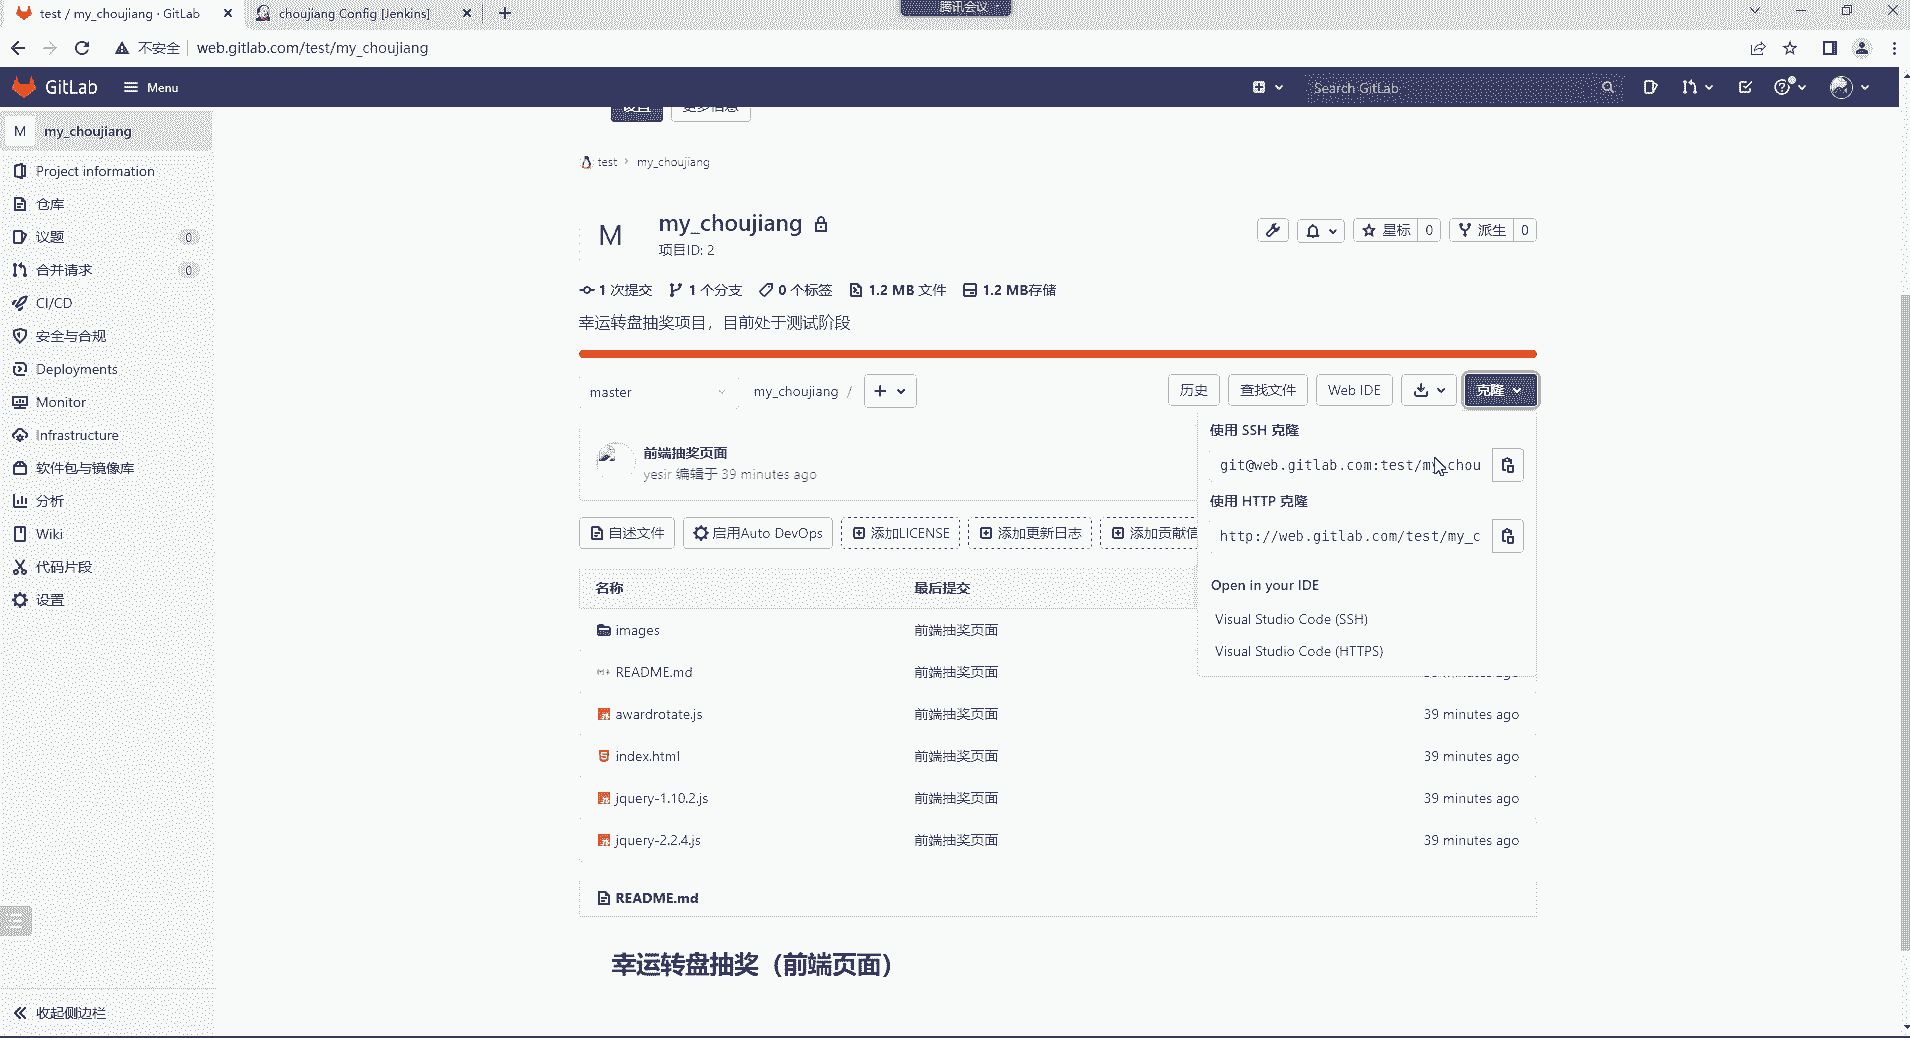 test / my_choujiang · GitLab
choujiang Config [Jenkins]
腾讯会议
不安全
web.gitlab.com/test/my_choujiang
GitLab
Menu
Search GitLab
M my_choujiang
Project information
仓库
议题 0
合并请求 0
CI/CD
安全与合规
Deployments
Monitor
Infrastructure
软件包与镜像库
分析
Wiki
代码片段
设置
收起侧边栏
设置 更多信息
test › my_choujiang
M
my_choujiang
项目ID: 2
星标 0
派生 0
1 次提交 1 个分支 0 个标签 1.2 MB 文件 1.2 MB存储
幸运转盘抽奖项目，目前处于测试阶段
master
my_choujiang /
历史 查找文件 Web IDE 克隆
前端抽奖页面
yesir 编辑于 39 minutes ago
使用 SSH 克隆
git@web.gitlab.com:test/my_chou
使用 HTTP 克隆
http://web.gitlab.com/test/my_c
Open in your IDE
Visual Studio Code (SSH)
Visual Studio Code (HTTPS)
自述文件 启用Auto DevOps 添加LICENSE 添加更新日志 添加贡献信
名称 最后提交
images 前端抽奖页面
README.md 前端抽奖页面
awardrotate.js 前端抽奖页面 39 minutes ago
index.html 前端抽奖页面 39 minutes ago
jquery-1.10.2.js 前端抽奖页面 39 minutes ago
jquery-2.2.4.js 前端抽奖页面 39 minutes ago
README.md
幸运转盘抽奖（前端页面）